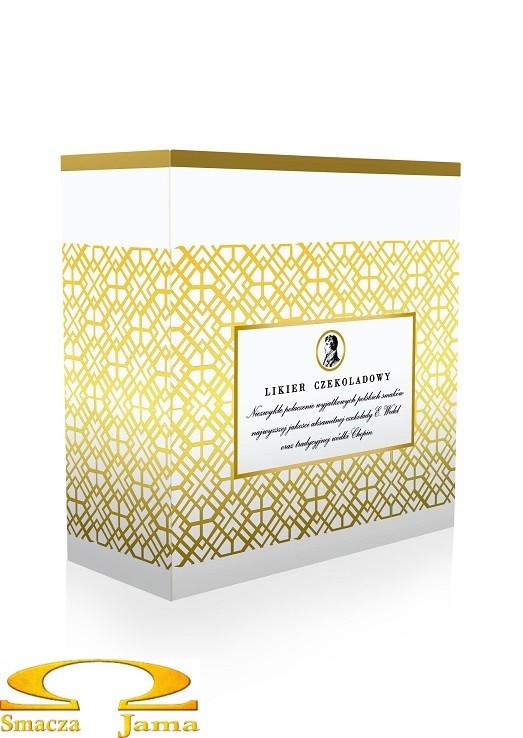 LIKIER CZEKOLADOWY
Niezwykłe połączenie wyjątkowych polskich smaków
najwyższej jakości aksamitnej czekolady E. Wedel
oraz tradycyjnej wódki Chopin.
Smacza Jama